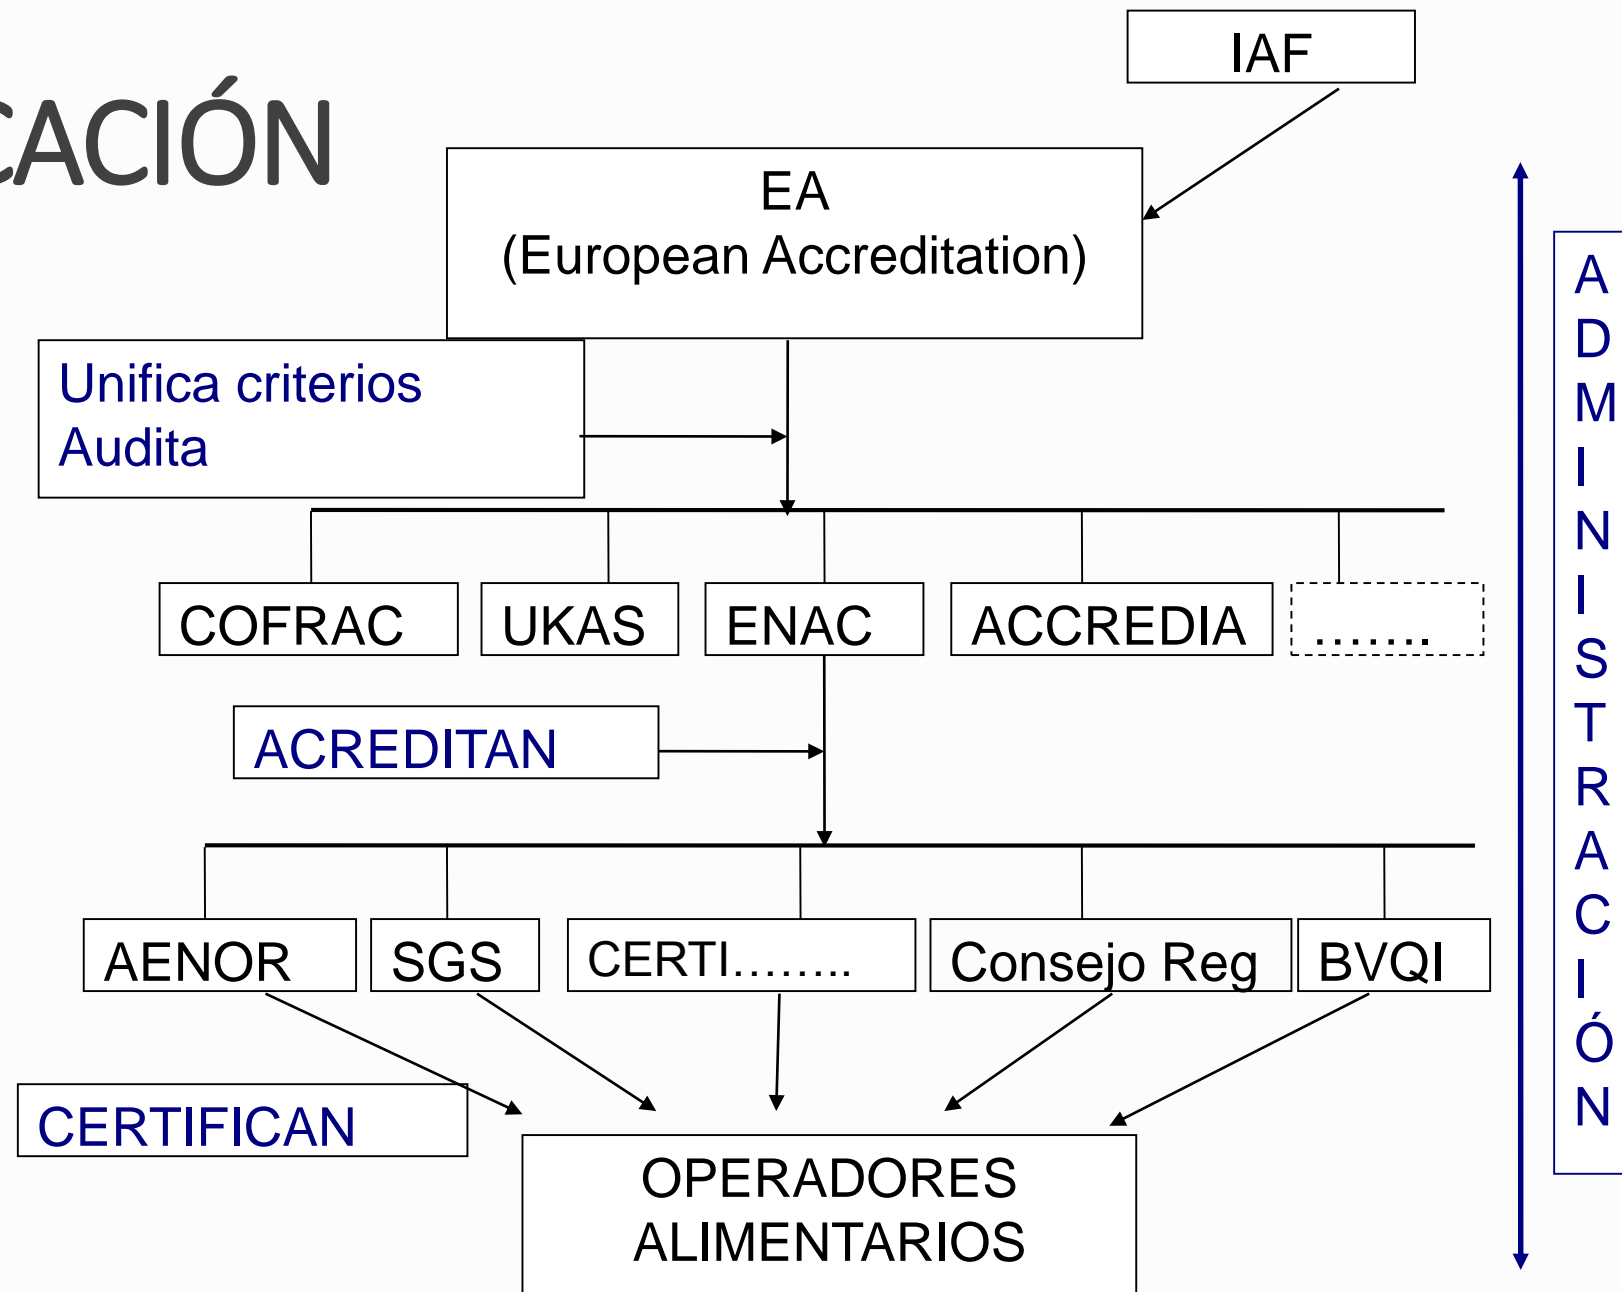 IAF
CACIÓN
EA
(European Accreditation)
Unifica criterios
Audita
COFRAC
UKAS
ENAC
ACCREDIA
.......
ACREDITAN
AENOR
SGS
CERTI……..
Consejo Reg
BVQI
CERTIFICAN
OPERADORES
ALIMENTARIOS
A
D
M
I
N
I
S
T
R
A
C
I
Ó
N